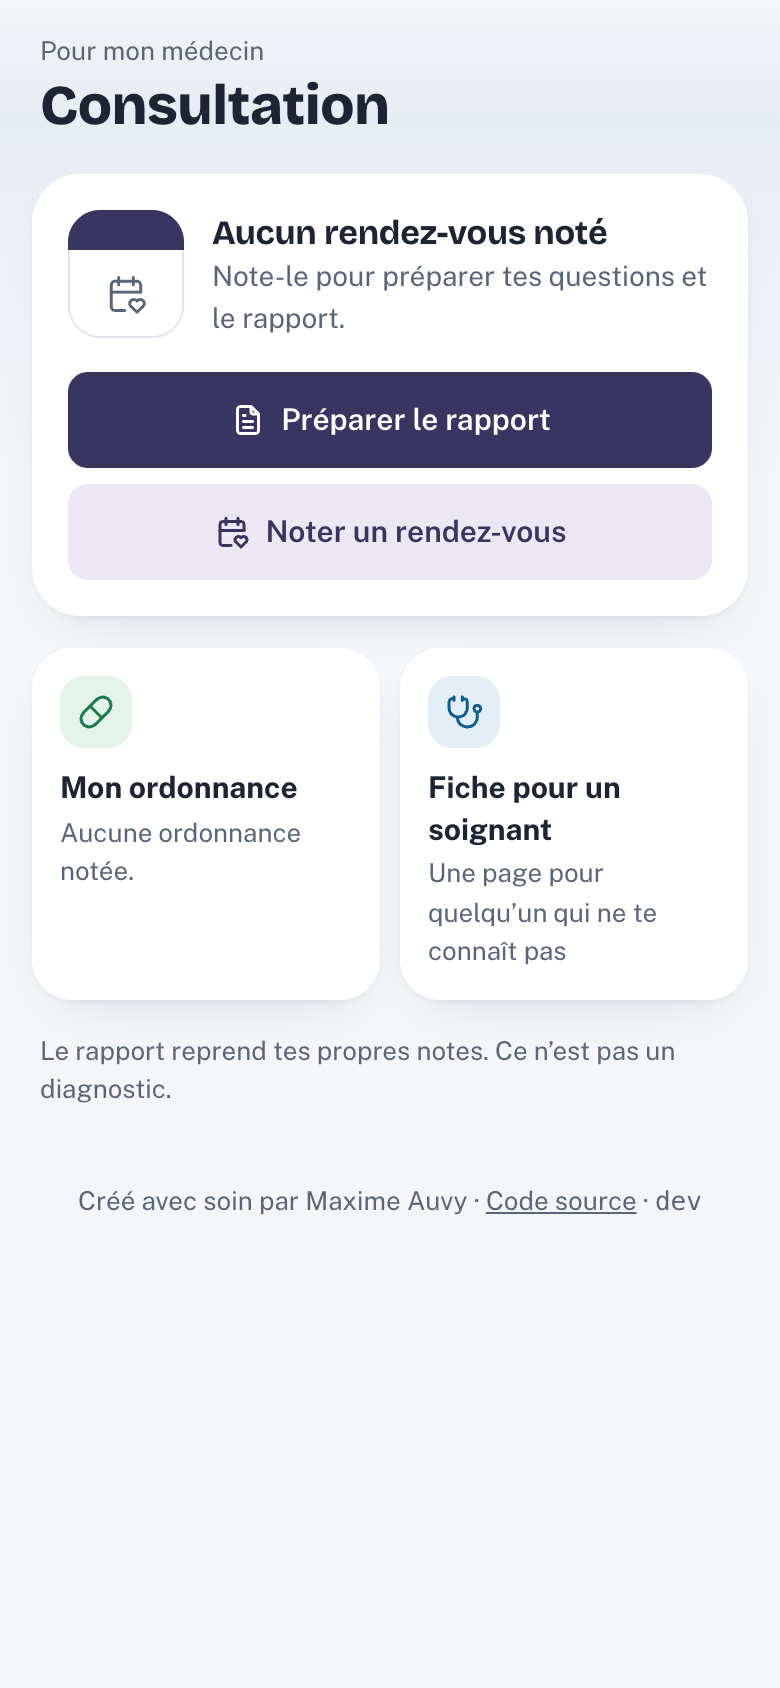 Pour mon médecin
Consultation
Aucun rendez-vous noté
Note-le pour préparer tes questions et
le rapport.
Préparer le rapport
Noter un rendez-vous
Mon ordonnance
Aucune ordonnance
notée.
Fiche pour un
soignant
Une page pour
quelqu’un qui ne te
connaît pas
Le rapport reprend tes propres notes. Ce n’est pas un
diagnostic.
Créé avec soin par Maxime Auvy · Code source · dev